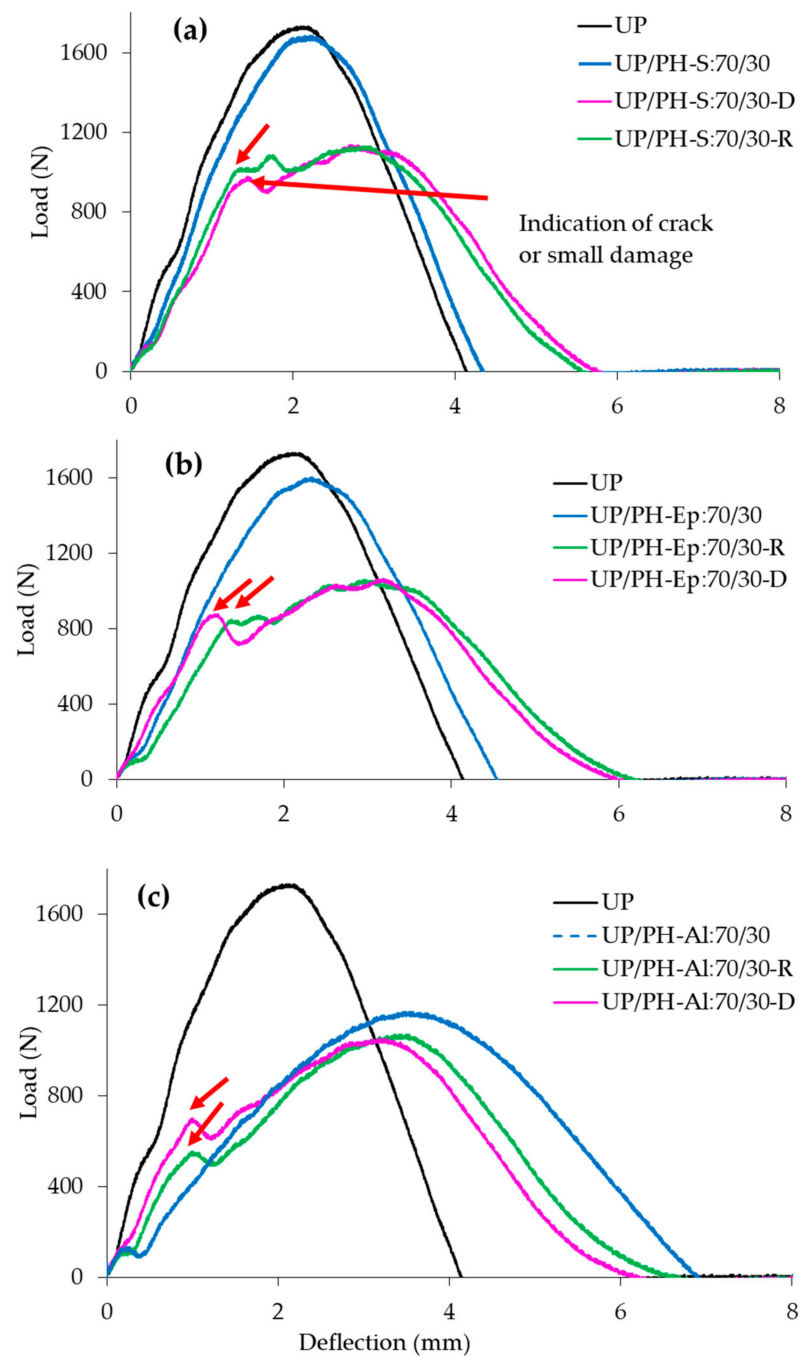 (a)
UP
UP/PH-S:70/30
UP/PH-S:70/30-D
UP/PH-S:70/30-R
Load (N)
1600
1200
800
400
0
Indication of crack
or small damage
0 2 4 6 8
(b)
UP
UP/PH-Ep:70/30
UP/PH-Ep:70/30-R
UP/PH-Ep:70/30-D
Load (N)
1600
1200
800
400
0
0 2 4 6 8
(c)
UP
UP/PH-Al:70/30
UP/PH-Al:70/30-R
UP/PH-Al:70/30-D
Load (N)
1600
1200
800
400
0
0 2 4 6 8
Deflection (mm)